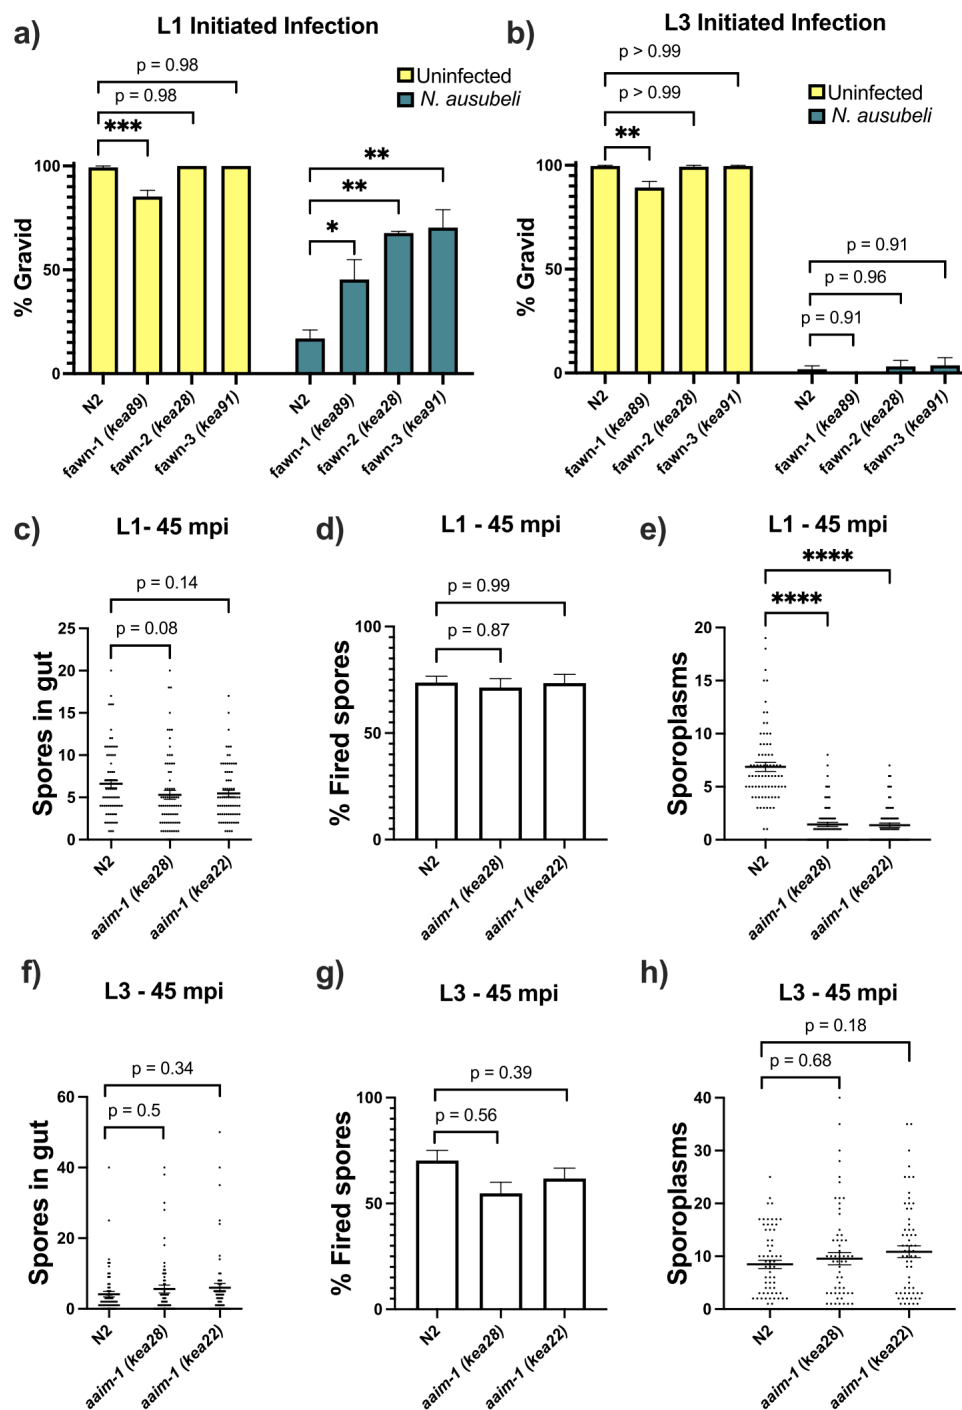 a)
L1 Initiated Infection
Uninfected
N. ausubeli
p = 0.98
p = 0.98
***
**
**
*
% Gravid
100
50
0
N2
fawn-1 (kea89)
fawn-2 (kea28)
fawn-3 (kea91)
N2
fawn-1 (kea89)
fawn-2 (kea28)
fawn-3 (kea91)
b)
L3 Initiated Infection
Uninfected
N. ausubeli
p > 0.99
p > 0.99
**
p = 0.91
p = 0.96
p = 0.91
% Gravid
100
50
0
N2
fawn-1 (kea89)
fawn-2 (kea28)
fawn-3 (kea91)
N2
fawn-1 (kea89)
fawn-2 (kea28)
fawn-3 (kea91)
c)
L1- 45 mpi
p = 0.14
p = 0.08
Spores in gut
25
20
15
10
5
0
N2
aaim-1 (kea28)
aaim-1 (kea22)
d)
L1 - 45 mpi
p = 0.99
p = 0.87
% Fired spores
100
50
0
N2
aaim-1 (kea28)
aaim-1 (kea22)
e)
L1 - 45 mpi
****
****
Sporoplasms
20
15
10
5
0
N2
aaim-1 (kea28)
aaim-1 (kea22)
f)
L3 - 45 mpi
p = 0.34
p = 0.5
Spores in gut
60
40
20
0
N2
aaim-1 (kea28)
aaim-1 (kea22)
g)
L3 - 45 mpi
p = 0.39
p = 0.56
% Fired spores
100
50
0
N2
aaim-1 (kea28)
aaim-1 (kea22)
h)
L3 - 45 mpi
p = 0.18
p = 0.68
Sporoplasms
40
30
20
10
0
N2
aaim-1 (kea28)
aaim-1 (kea22)